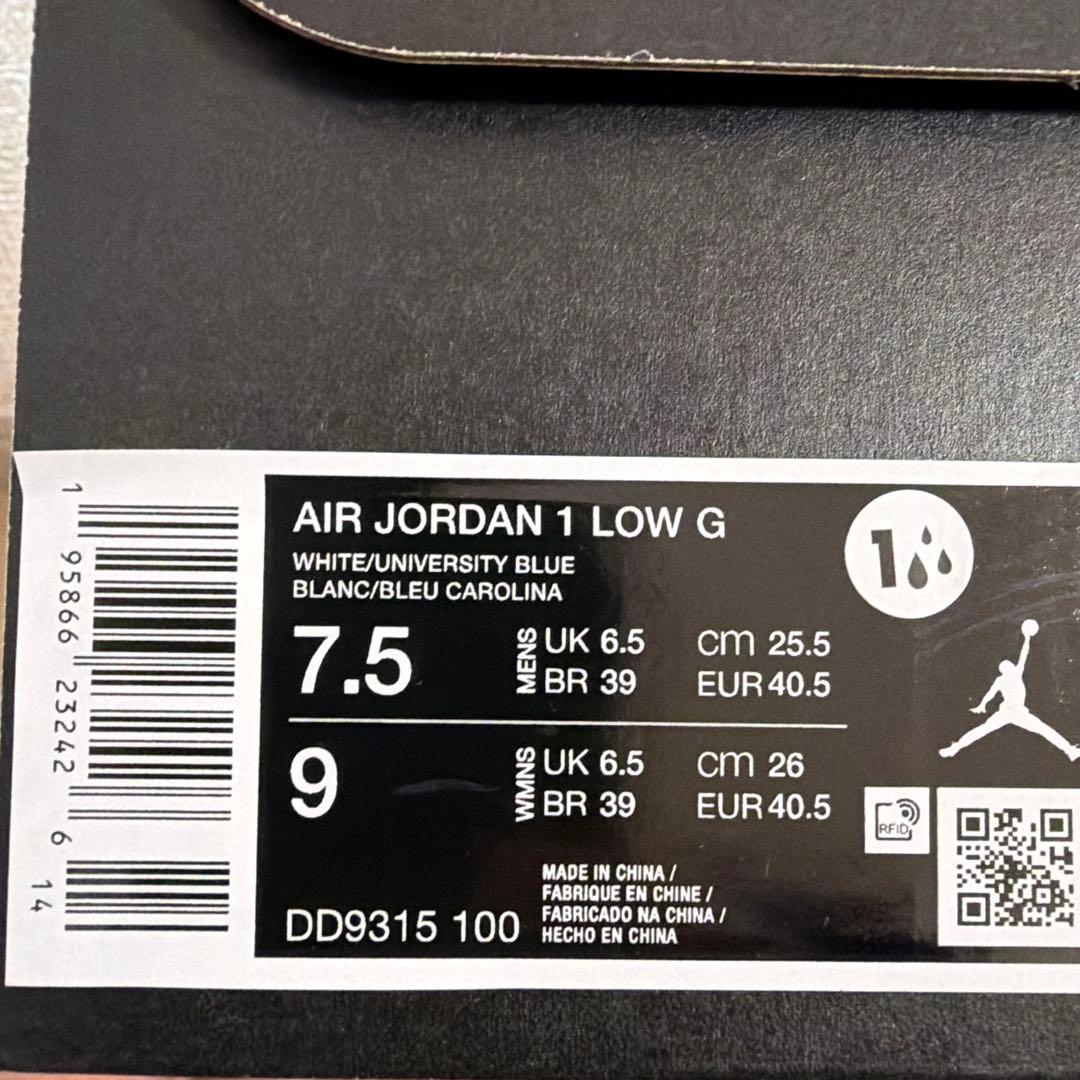 AIR JORDAN 1 LOW G
WHITE/UNIVERSITY BLUE
BLANC/BLEU CAROLINA
7.5 MENS UK 6.5 cm 25.5
BR 39 EUR 40.5
9 WMNS UK 6.5 cm 26
BR 39 EUR 40.5
MADE IN CHINA /
FABRIQUE EN CHINE /
FABRICADO NA CHINA /
HECHO EN CHINA
DD9315 100
1
RFID
1 95866 23242 6 14